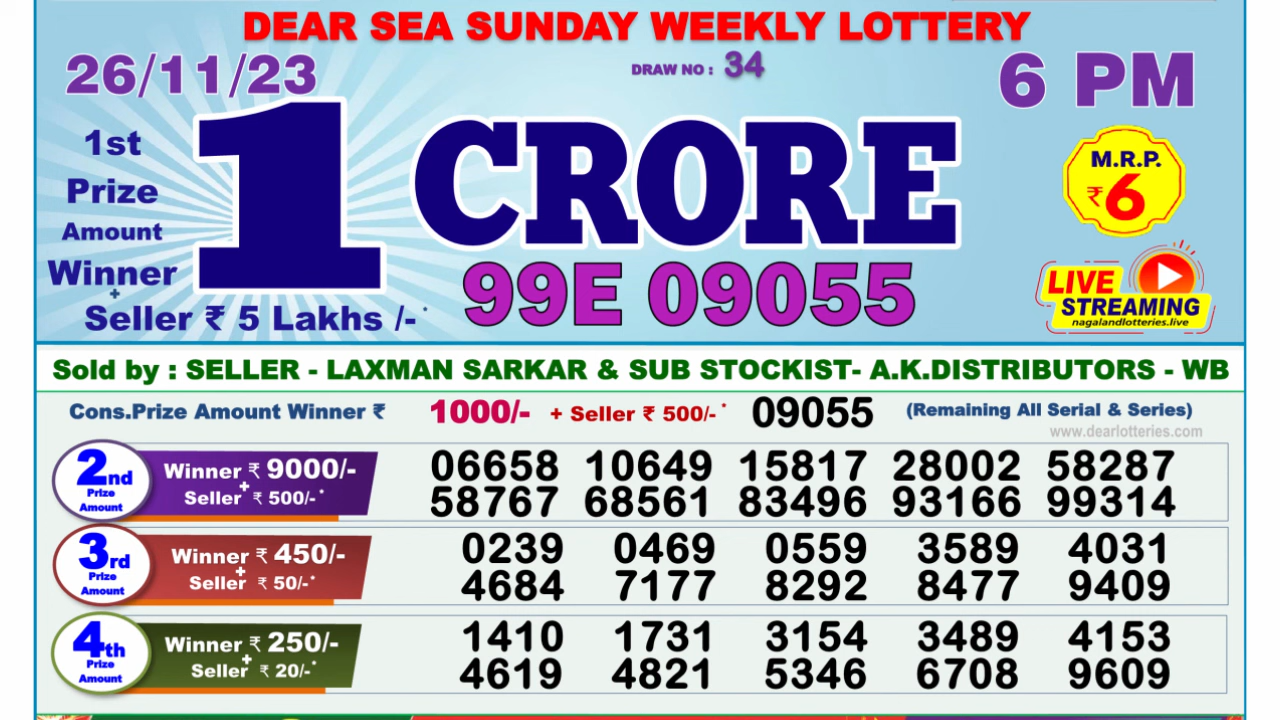 DEAR SEA SUNDAY WEEKLY LOTTERY
26/11/23
DRAW NO : 34
6 PM
1st
Prize
Amount
Winner
+
Seller ₹ 5 Lakhs /-*
1 CRORE
99E 09055
M.R.P.
₹6
LIVE
STREAMING
nagalandlotteries.live
Sold by : SELLER - LAXMAN SARKAR & SUB STOCKIST- A.K.DISTRIBUTORS - WB
Cons.Prize Amount Winner ₹ 1000/- + Seller ₹ 500/-* 09055 (Remaining All Serial & Series)
www.dearlotteries.com
2nd
Prize
Amount
Winner ₹ 9000/-
+
Seller ₹ 500/-*
06658 10649 15817 28002 58287
58767 68561 83496 93166 99314
3rd
Prize
Amount
Winner ₹ 450/-
+
Seller ₹ 50/-*
0239 0469 0559 3589 4031
4684 7177 8292 8477 9409
4th
Prize
Amount
Winner ₹ 250/-
+
Seller ₹ 20/-*
1410 1731 3154 3489 4153
4619 4821 5346 6708 9609